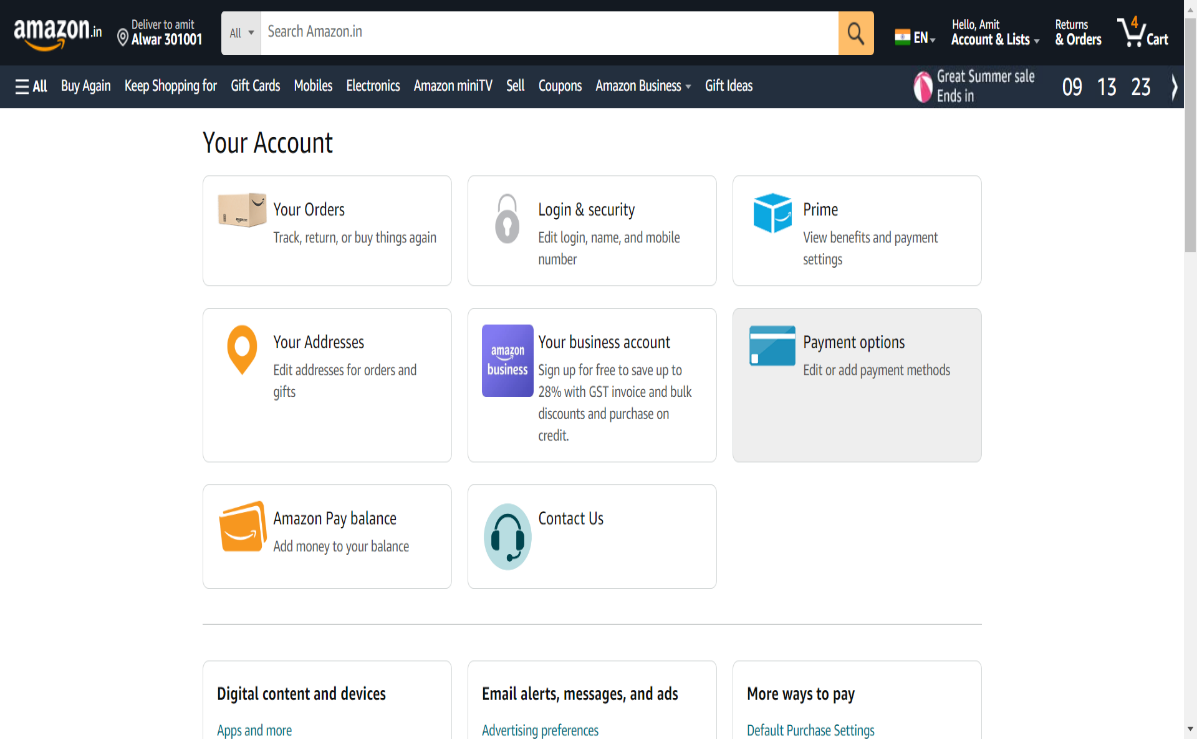 amazon.in
Deliver to amit
Alwar 301001
All
Search Amazon.in
EN
Hello, Amit
Account & Lists
Returns
& Orders
4
Cart
All
Buy Again
Keep Shopping for
Gift Cards
Mobiles
Electronics
Amazon miniTV
Sell
Coupons
Amazon Business
Gift Ideas
Great Summer sale
Ends in
09 13 23
Your Account
Your Orders
Track, return, or buy things again
Login & security
Edit login, name, and mobile
number
Prime
View benefits and payment
settings
Your Addresses
Edit addresses for orders and
gifts
amazon
business
Your business account
Sign up for free to save up to
28% with GST invoice and bulk
discounts and purchase on
credit.
Payment options
Edit or add payment methods
Amazon Pay balance
Add money to your balance
Contact Us
Digital content and devices
Apps and more
Email alerts, messages, and ads
Advertising preferences
More ways to pay
Default Purchase Settings